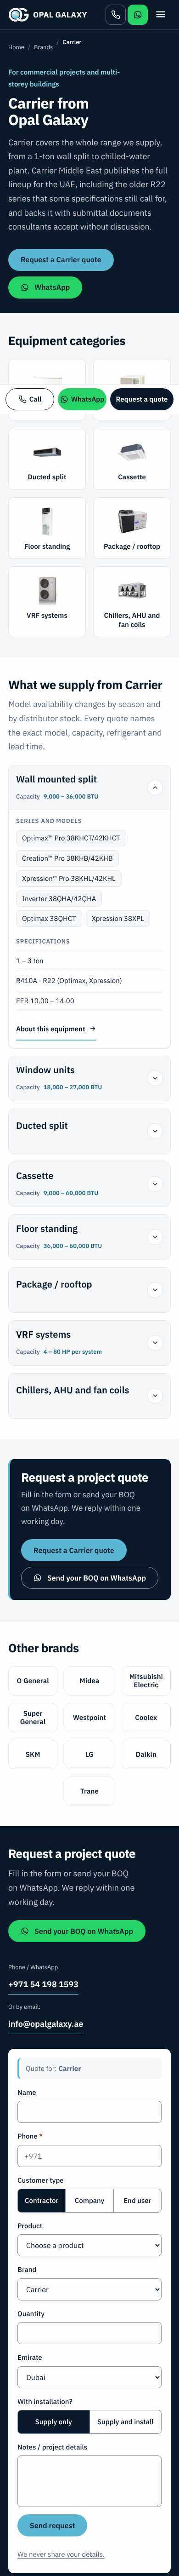 OPAL GALAXY
Home / Brands / Carrier
For commercial projects and multi-
storey buildings
Carrier from
Opal Galaxy
Carrier covers the whole range we supply,
from a 1-ton wall split to chilled-water
plant. Carrier Middle East publishes the full
lineup for the UAE, including the older R22
series that some specifications still call for,
and backs it with submittal documents
consultants accept without discussion.
Request a Carrier quote
WhatsApp
Equipment categories
Call
WhatsApp
Request a quote
Ducted split
Cassette
Floor standing
Package / rooftop
VRF systems
Chillers, AHU and
fan coils
What we supply from Carrier
Model availability changes by season and
by distributor stock. Every quote names
the exact model, capacity, refrigerant and
lead time.
Wall mounted split
Capacity 9,000 – 36,000 BTU
SERIES AND MODELS
Optimax™ Pro 38KHCT/42KHCT
Creation™ Pro 38KHB/42KHB
Xpression™ Pro 38KHL/42KHL
Inverter 38QHA/42QHA
Optimax 38QHCT
Xpression 38XPL
SPECIFICATIONS
1 – 3 ton
R410A · R22 (Optimax, Xpression)
EER 10.00 – 14.00
About this equipment →
Window units
Capacity 18,000 – 27,000 BTU
Ducted split
Cassette
Capacity 9,000 – 60,000 BTU
Floor standing
Capacity 36,000 – 60,000 BTU
Package / rooftop
VRF systems
Capacity 4 – 80 HP per system
Chillers, AHU and fan coils
Request a project quote
Fill in the form or send your BOQ
on WhatsApp. We reply within one
working day.
Request a Carrier quote
Send your BOQ on WhatsApp
Other brands
O General
Midea
Mitsubishi
Electric
Super
General
Westpoint
Coolex
SKM
LG
Daikin
Trane
Request a project quote
Fill in the form or send your BOQ
on WhatsApp. We reply within one
working day.
Send your BOQ on WhatsApp
Phone / WhatsApp
+971 54 198 1593
Or by email:
info@opalgalaxy.ae
Quote for: Carrier
Name
Phone *
+971
Customer type
Contractor
Company
End user
Product
Choose a product
Brand
Carrier
Quantity
Emirate
Dubai
With installation?
Supply only
Supply and install
Notes / project details
Send request
We never share your details.